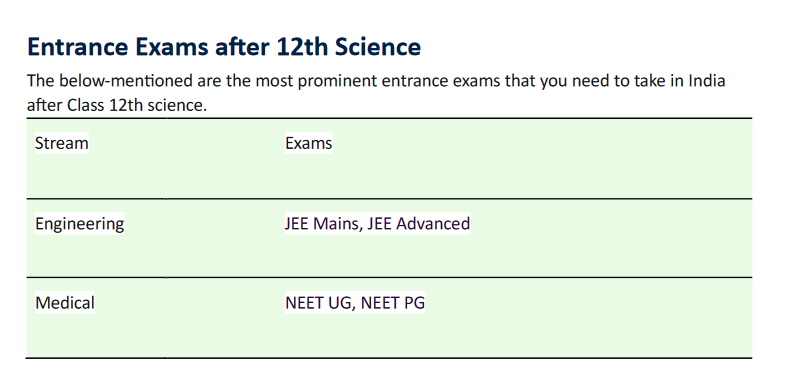 Entrance Exams after 12th Science
The below-mentioned are the most prominent entrance exams that you need to take in India
after Class 12th science.
Stream Exams
Engineering JEE Mains, JEE Advanced
Medical NEET UG, NEET PG